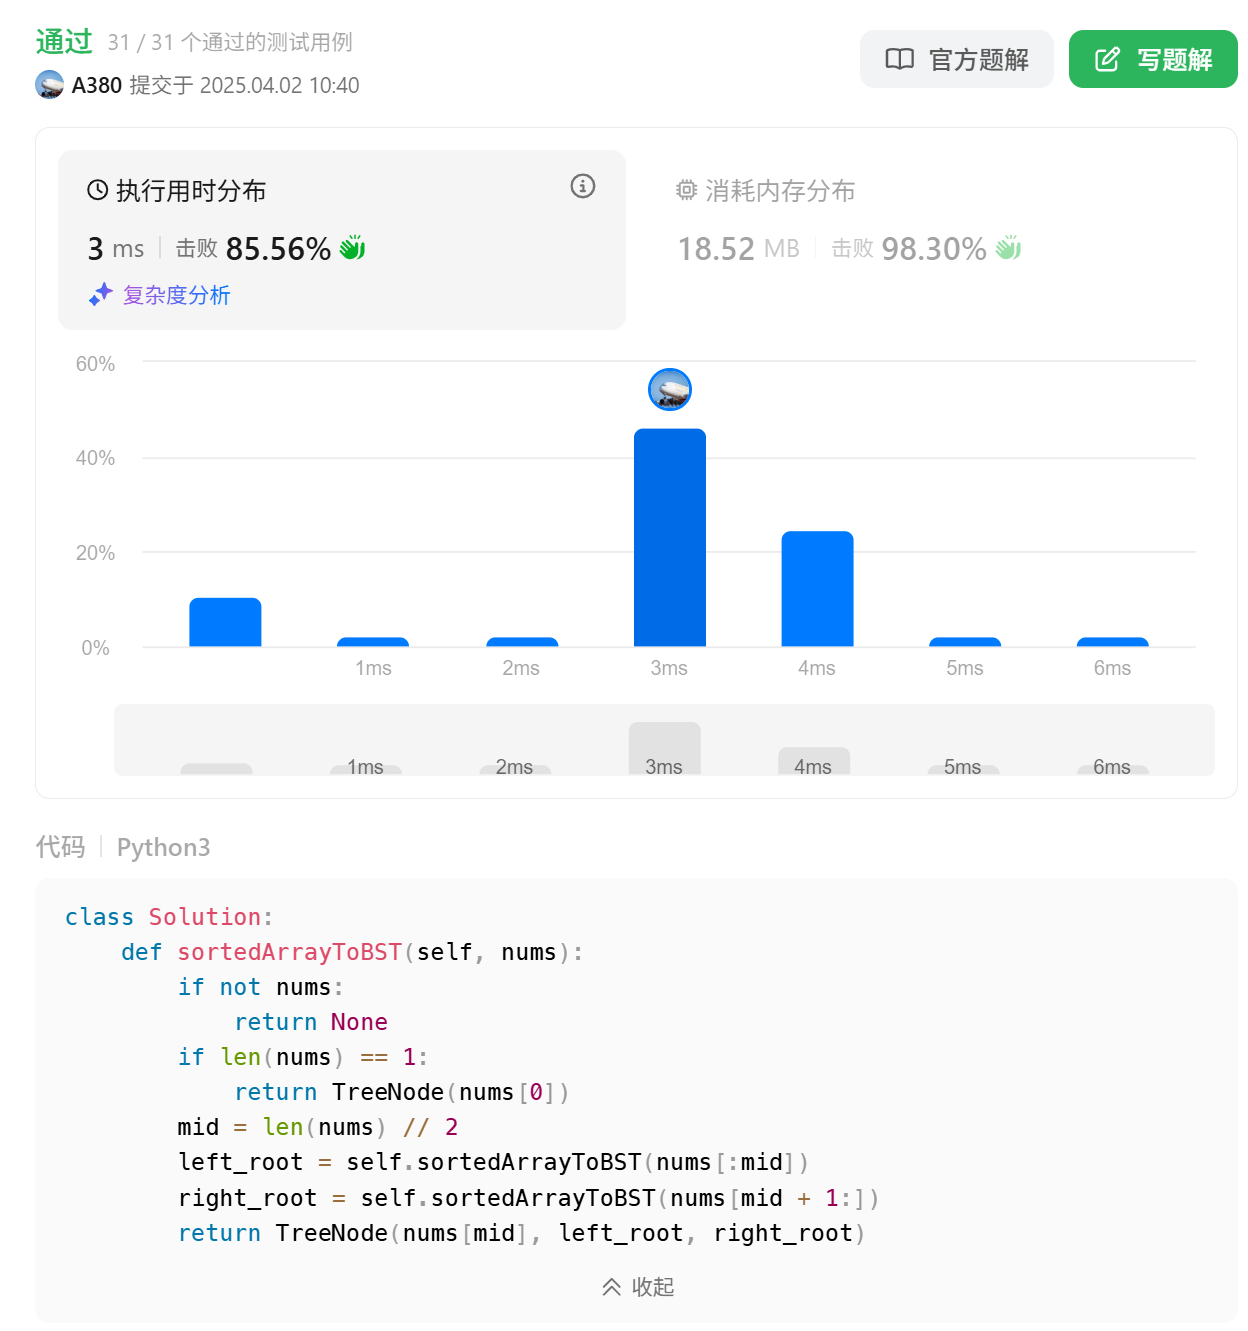 通过 31 / 31 个通过的测试用例
A380 提交于 2025.04.02 10:40
官方题解
写题解
执行用时分布
3 ms 击败 85.56%
复杂度分析
消耗内存分布
18.52 MB 击败 98.30%
60%
40%
20%
0%
1ms 2ms 3ms 4ms 5ms 6ms
1ms 2ms 3ms 4ms 5ms 6ms
代码 Python3
class Solution:
    def sortedArrayToBST(self, nums):
        if not nums:
            return None
        if len(nums) == 1:
            return TreeNode(nums[0])
        mid = len(nums) // 2
        left_root = self.sortedArrayToBST(nums[:mid])
        right_root = self.sortedArrayToBST(nums[mid + 1:])
        return TreeNode(nums[mid], left_root, right_root)
收起